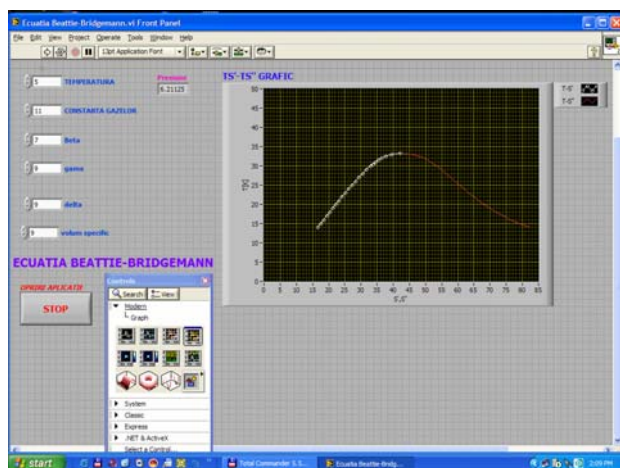 Ecuatia Beattie-Bridgemann.vi Front Panel
File Edit View Project Operate Tools Window Help
13pt Application Font
5 TEMPERATURA
Presiune
6.21125
11 CONSTANTA GAZELOR
7 Beta
9 gama
9 delta
9 volum specific
TS'-TS" GRAFIC
T-S'
T-S"
50
45
40
35
30
25
20
15
10
5
0
T[K]
0 5 10 15 20 25 30 35 40 45 50 55 60 65 70 75 80 85
S',S"
ECUATIA BEATTIE-BRIDGEMANN
OPRIRE APLICATIE
STOP
Controls
Search View
Modern
Graph
System
Classic
Express
.NET & ActiveX
Select a Control...
start
Total Commander 5.5...
Ecuatia Beattie-Bridg...
2:09 PM